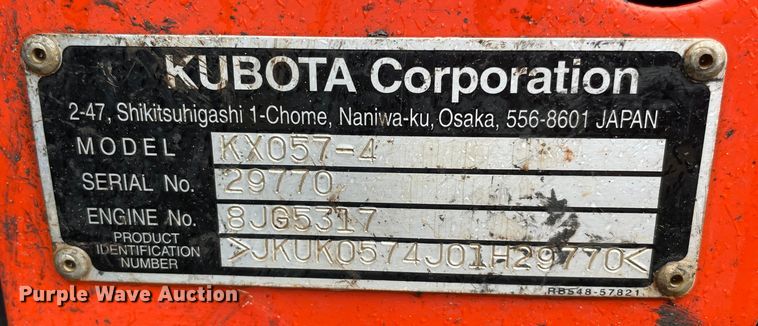 KUBOTA Corporation
2-47, Shikitsuhigashi 1-Chome, Naniwa-ku, Osaka, 556-8601 JAPAN
MODEL KX057-4
SERIAL No. 29770
ENGINE No. 8JG5317
PRODUCT IDENTIFICATION NUMBER >JKUK0574J01H29770<
RB548-57821
Purple Wave Auction